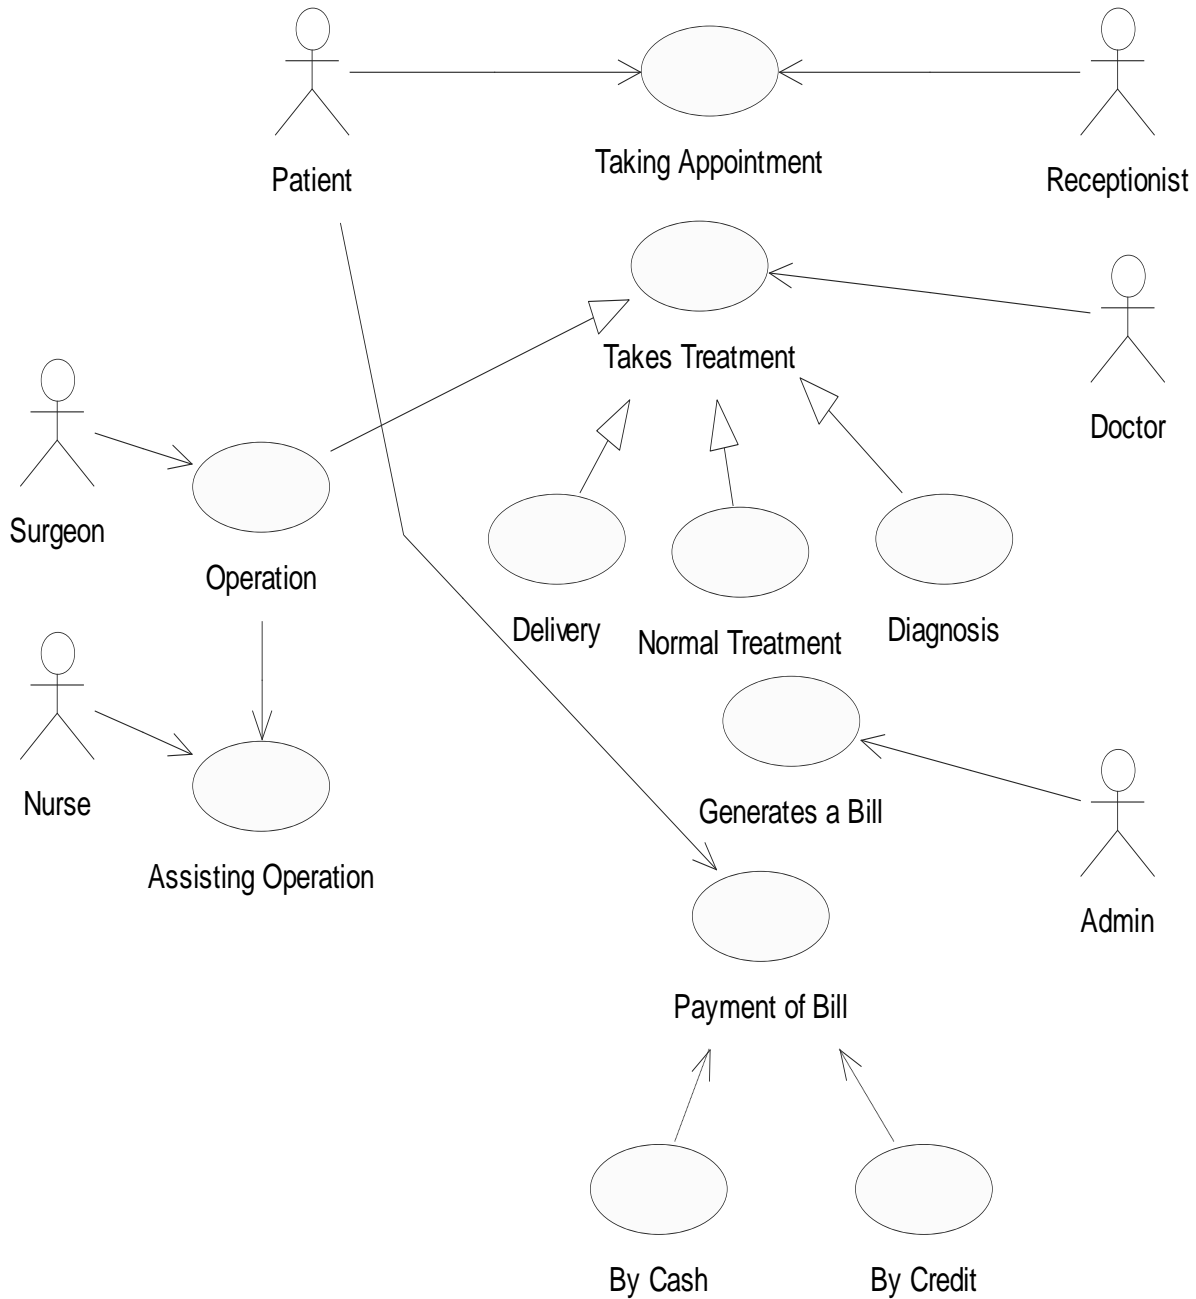 Taking Appointment
Patient
Receptionist
Takes Treatment
Doctor
Surgeon
Operation
Delivery
Normal Treatment
Diagnosis
Nurse
Generates a Bill
Assisting Operation
Admin
Payment of Bill
By Cash
By Credit